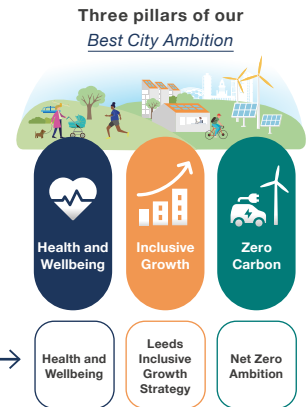 Three pillars of our
Best City Ambition
Health and
Wellbeing
Inclusive
Growth
Zero
Carbon
Health and
Wellbeing
Leeds
Inclusive
Growth
Strategy
Net Zero
Ambition